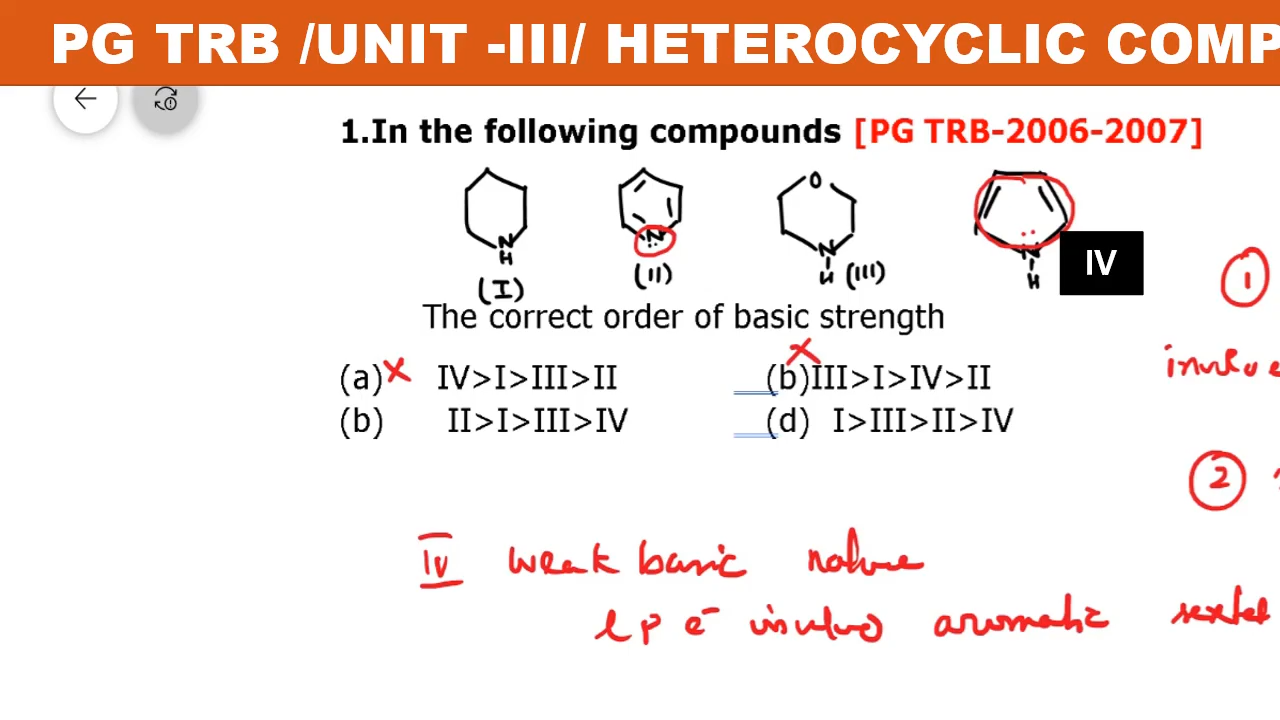 PG TRB /UNIT -III/ HETEROCYCLIC COMP
1.In the following compounds [PG TRB-2006-2007]
O
N N N N
H H H
(I) (II) (III) IV
The correct order of basic strength
1
(a)x IV>I>III>II x (b)III>I>IV>II
(b) II>I>III>IV (d) I>III>II>IV
2
IV weak basic nature
lp e⁻ involved aromatic sextet